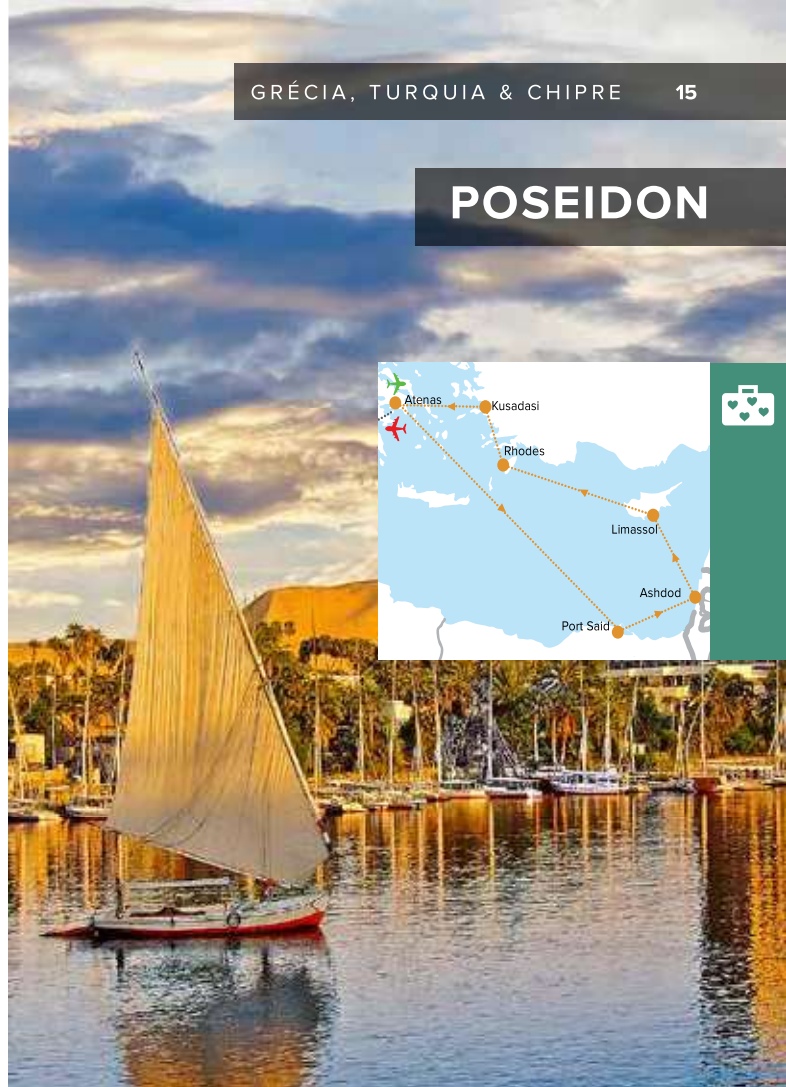 GRÉCIA, TURQUIA & CHIPRE 15
POSEIDON
Atenas
Kusadasi
Rhodes
Limassol
Ashdod
Port Said